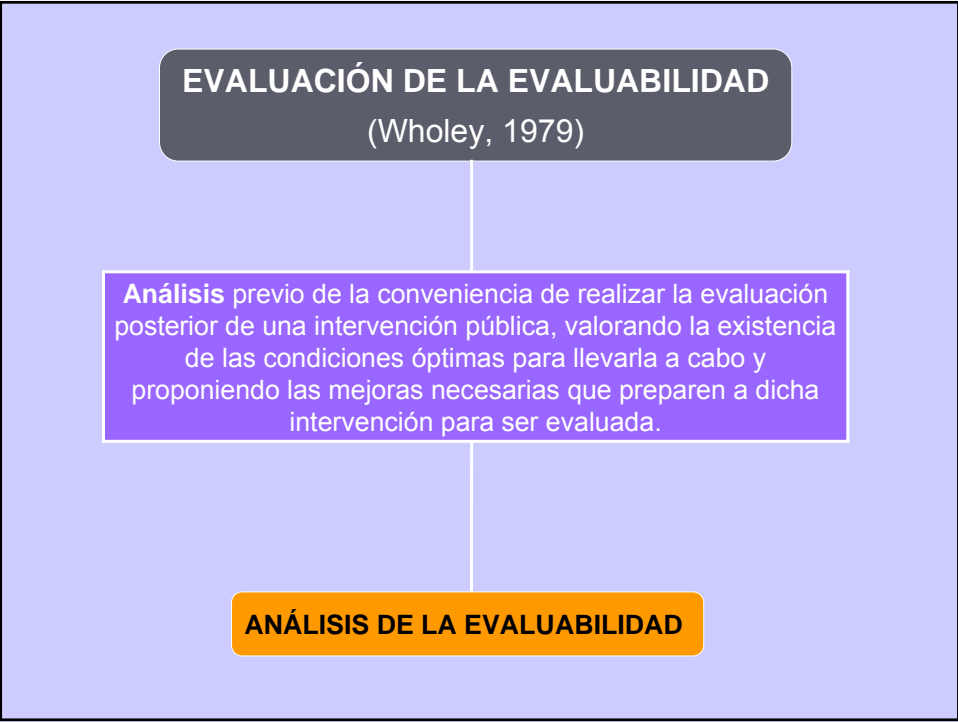 EVALUACIÓN DE LA EVALUABILIDAD
(Wholey, 1979)
Análisis previo de la conveniencia de realizar la evaluación
posterior de una intervención pública, valorando la existencia
de las condiciones óptimas para llevarla a cabo y
proponiendo las mejoras necesarias que preparen a dicha
intervención para ser evaluada.
ANÁLISIS DE LA EVALUABILIDAD